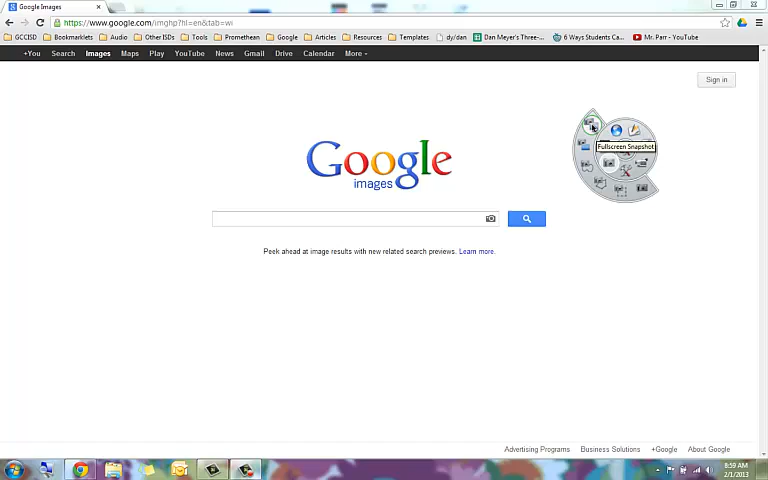 Google Images
https://www.google.com/imghp?hl=en&tab=wi
GCCISD Bookmarklets Audio Other ISDs Tools Promethean Google Articles Resources Templates dy/dan Dan Meyer's Three-... 6 Ways Students Ca... Mr. Parr - YouTube
+You Search Images Maps Play YouTube News Gmail Drive Calendar More
Sign in
Fullscreen Snapshot
Google
images
Peek ahead at image results with new related search previews. Learn more.
Advertising Programs Business Solutions +Google About Google
8:59 AM
2/1/2013